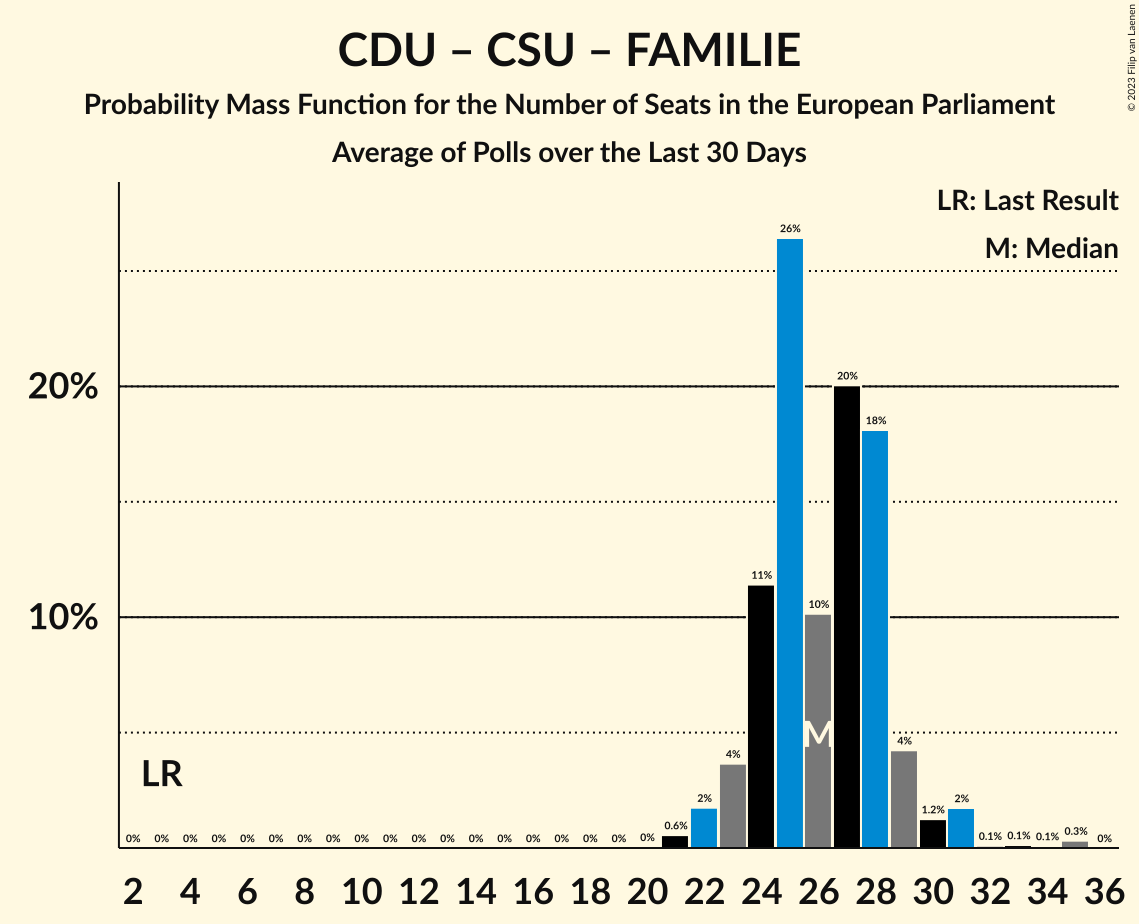 CDU – CSU – FAMILIE
Probability Mass Function for the Number of Seats in the European Parliament
Average of Polls over the Last 30 Days
© 2023 Filip van Laenen
LR: Last Result
M: Median
26%
20%
20%
18%
11%
10%
10%
M
4%
4%
LR
2%
2%
0% 0% 0% 0% 0% 0% 0% 0% 0% 0% 0% 0% 0% 0% 0% 0% 0% 0% 0% 0.6% 1.2% 0.1% 0.1% 0.1% 0.3% 0%
2 4 6 8 10 12 14 16 18 20 22 24 26 28 30 32 34 36